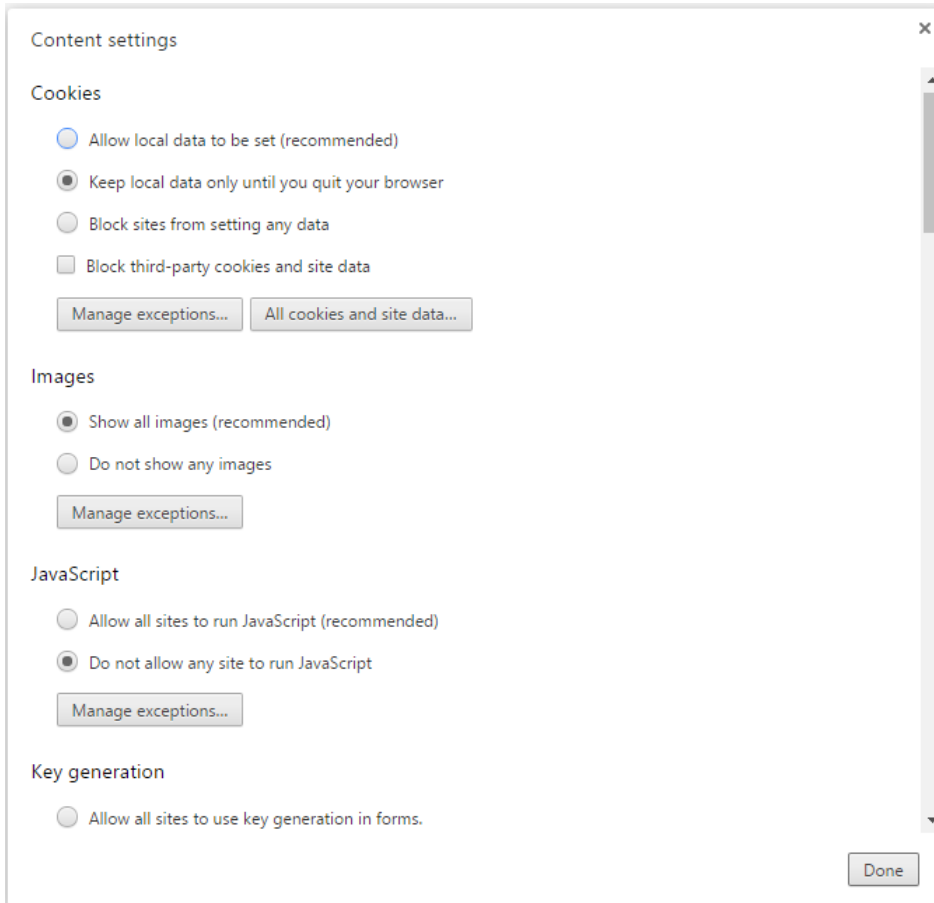 Content settings
Cookies
Allow local data to be set (recommended)
Keep local data only until you quit your browser
Block sites from setting any data
Block third-party cookies and site data
Manage exceptions... All cookies and site data...
Images
Show all images (recommended)
Do not show any images
Manage exceptions...
JavaScript
Allow all sites to run JavaScript (recommended)
Do not allow any site to run JavaScript
Manage exceptions...
Key generation
Allow all sites to use key generation in forms.
Done